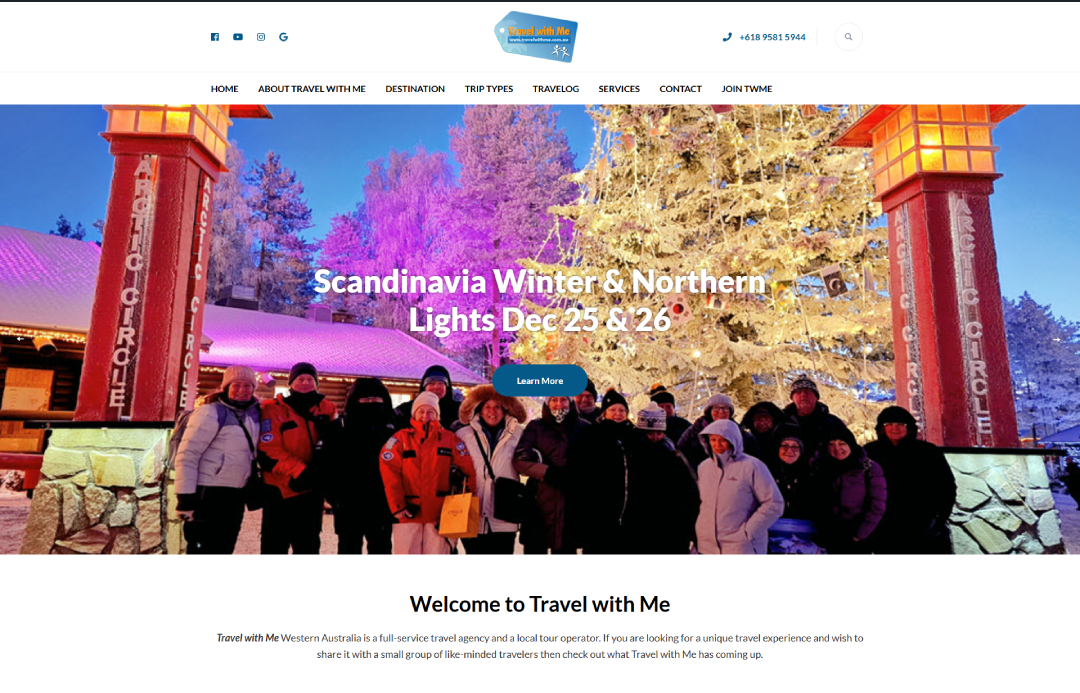 Travel with Me
www.travelwithme.com.au
+618 9581 5944
HOME
ABOUT TRAVEL WITH ME
DESTINATION
TRIP TYPES
TRAVELOG
SERVICES
CONTACT
JOIN TWME
ARCTIC CIRCLE
ARCTIC CIRCLE
ARCTIC CIRCLE
ARCTIC CIRCLE
Scandinavia Winter & Northern
Lights Dec 25 & 26
Learn More
Welcome to Travel with Me
Travel with Me Western Australia is a full-service travel agency and a local tour operator. If you are looking for a unique travel experience and wish to
share it with a small group of like-minded travelers then check out what Travel with Me has coming up.